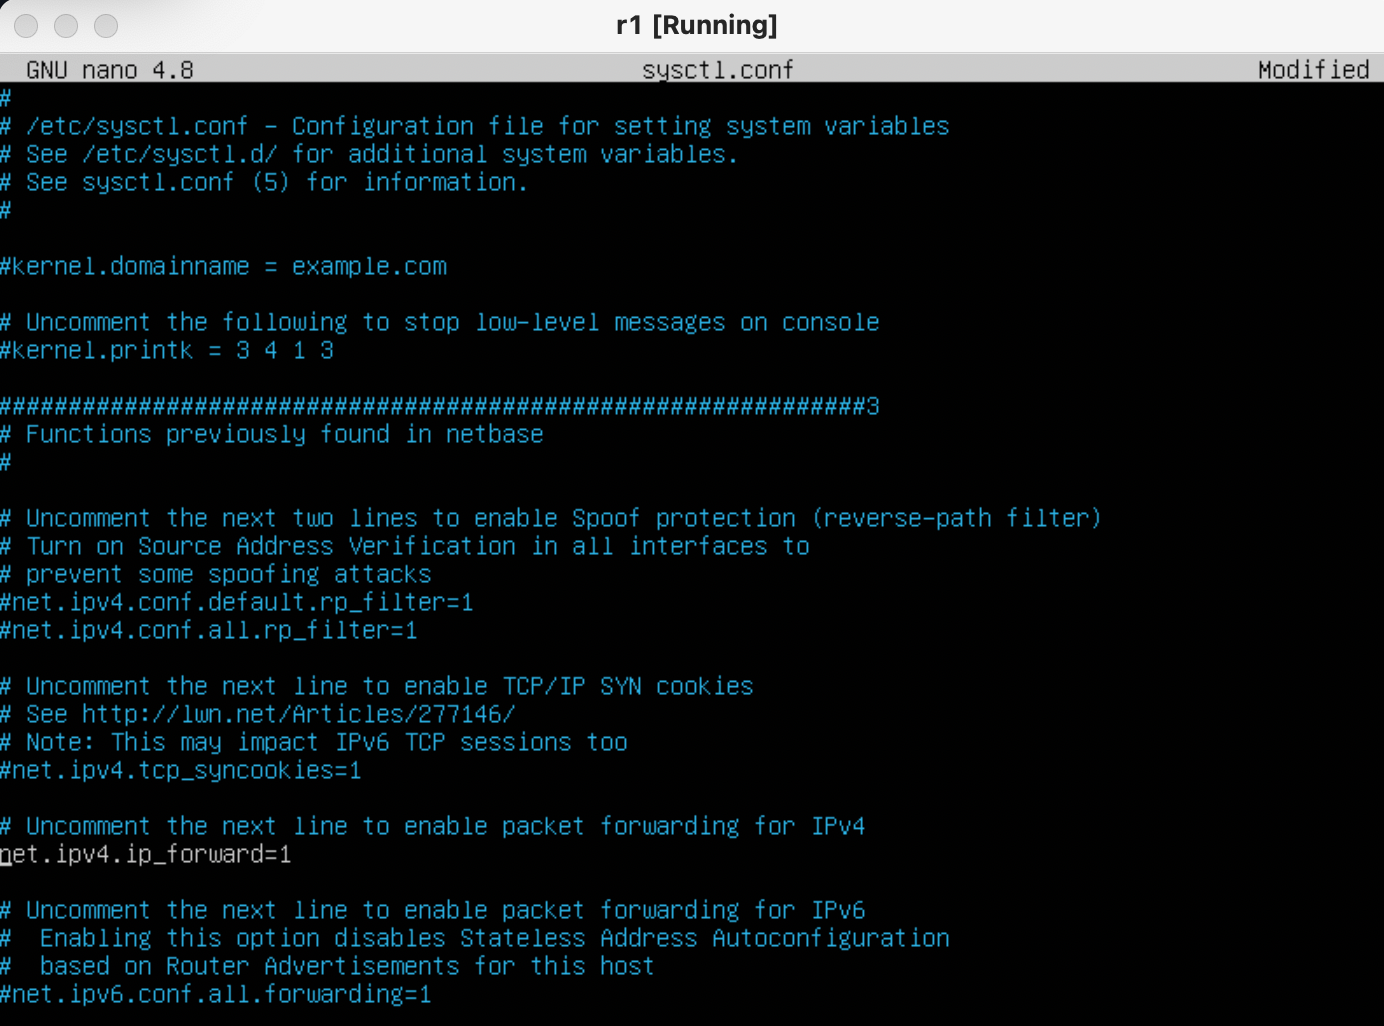 r1 [Running]
GNU nano 4.8 sysctl.conf Modified
#
# /etc/sysctl.conf - Configuration file for setting system variables
# See /etc/sysctl.d/ for additional system variables.
# See sysctl.conf (5) for information.
#
#kernel.domainname = example.com
# Uncomment the following to stop low-level messages on console
#kernel.printk = 3 4 1 3
##############################################################3
# Functions previously found in netbase
#
# Uncomment the next two lines to enable Spoof protection (reverse-path filter)
# Turn on Source Address Verification in all interfaces to
# prevent some spoofing attacks
#net.ipv4.conf.default.rp_filter=1
#net.ipv4.conf.all.rp_filter=1
# Uncomment the next line to enable TCP/IP SYN cookies
# See http://lwn.net/Articles/277146/
# Note: This may impact IPv6 TCP sessions too
#net.ipv4.tcp_syncookies=1
# Uncomment the next line to enable packet forwarding for IPv4
net.ipv4.ip_forward=1
# Uncomment the next line to enable packet forwarding for IPv6
#  Enabling this option disables Stateless Address Autoconfiguration
#  based on Router Advertisements for this host
#net.ipv6.conf.all.forwarding=1